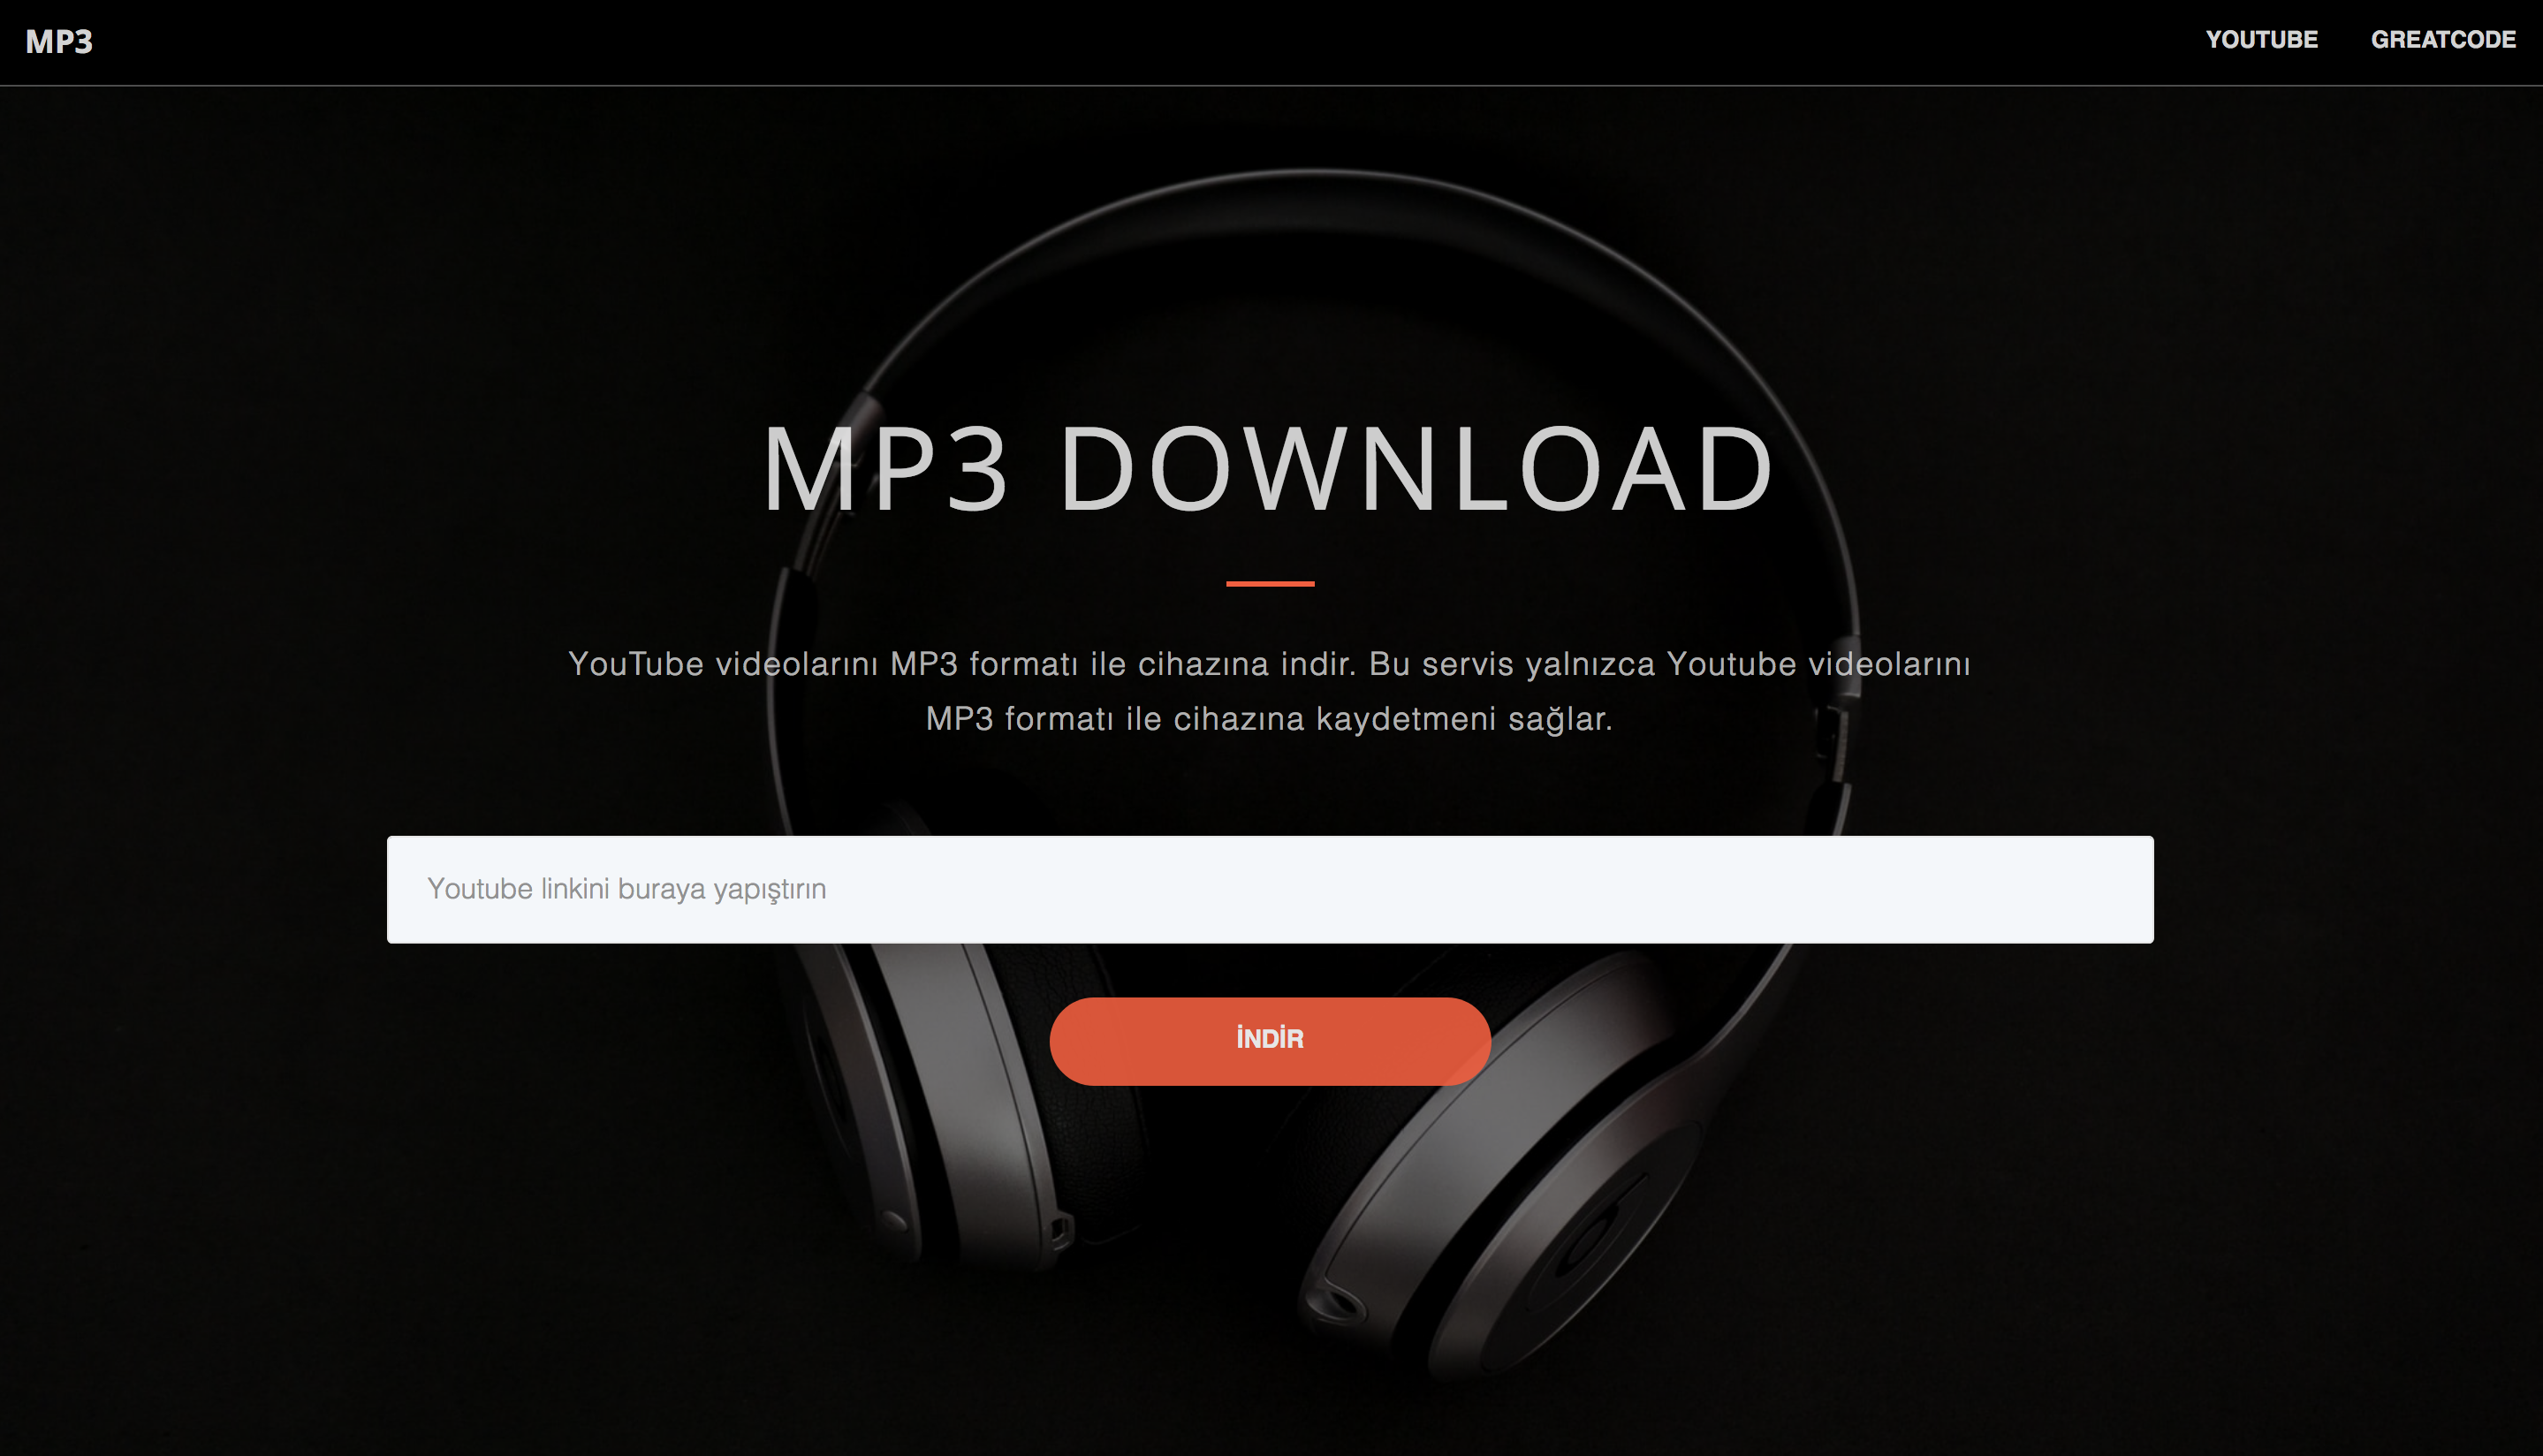 MP3
YOUTUBE GREATCODE
MP3 DOWNLOAD
YouTube videolarını MP3 formatı ile cihazına indir. Bu servis yalnızca Youtube videolarını
MP3 formatı ile cihazına kaydetmeni sağlar.
Youtube linkini buraya yapıştırın
İNDİR